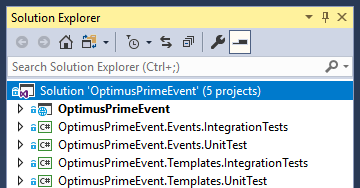 Solution Explorer
Search Solution Explorer (Ctrl+;)
Solution 'OptimusPrimeEvent' (5 projects)
OptimusPrimeEvent
C# OptimusPrimeEvent.Events.IntegrationTests
C# OptimusPrimeEvent.Events.UnitTest
C# OptimusPrimeEvent.Templates.IntegrationTests
C# OptimusPrimeEvent.Templates.UnitTest